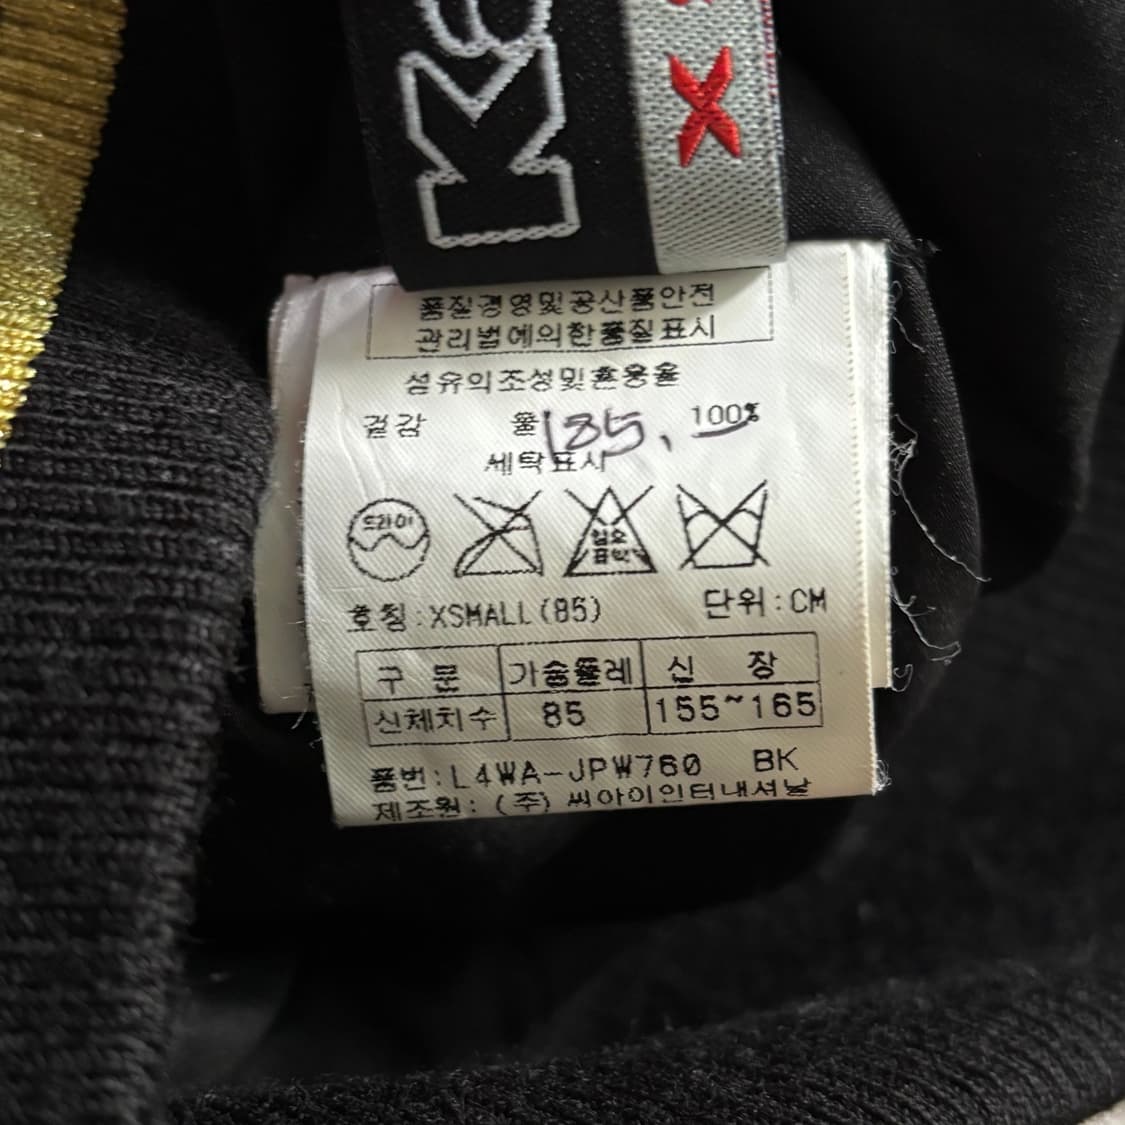 X
품질경영및공산품안전
관리법에의한품질표시
섬유의조성및혼용율
겉감 울 185, 100%
세탁표시
드라이
호칭:XSMALL(85) 단위:CM
구 분 가슴둘레 신 장
신체치수 85 155~165
품번:L4WA-JPW760 BK
제조원:(주)씨아이인터내셔날